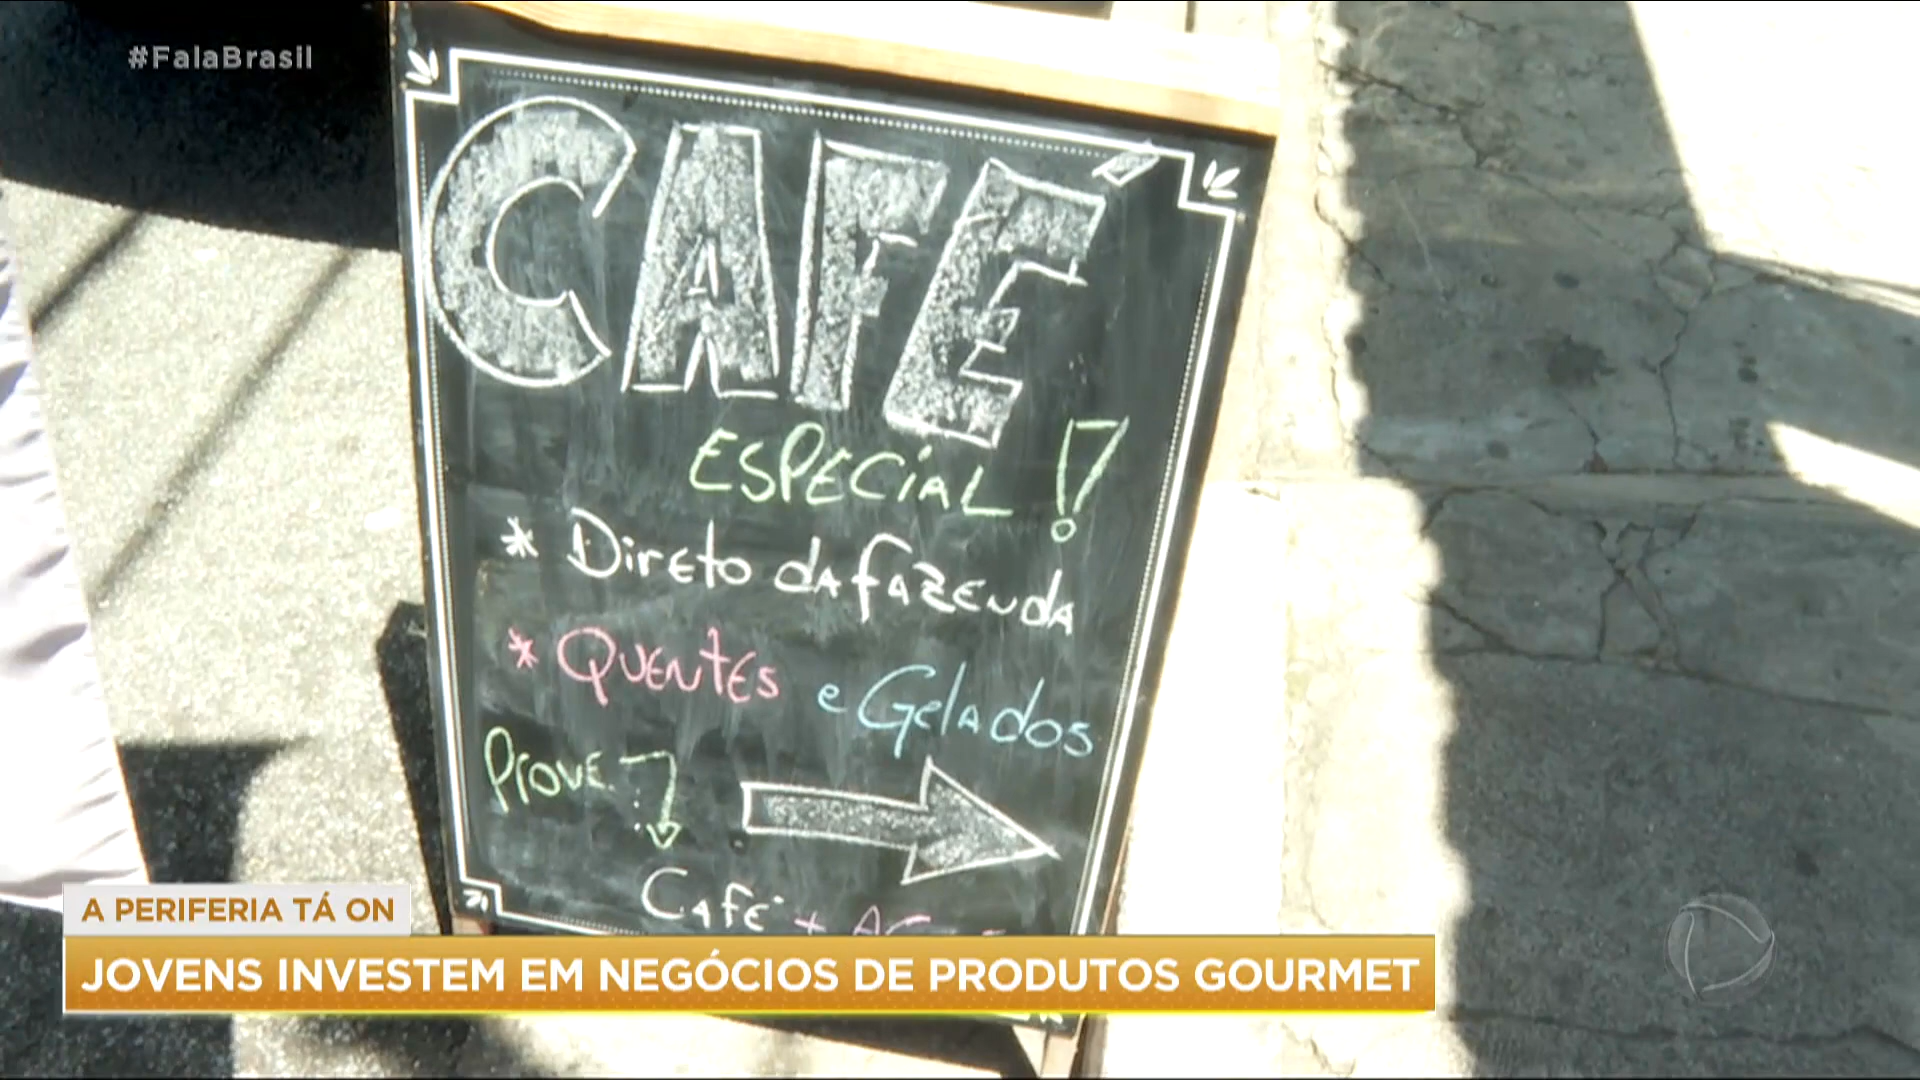 #FalaBrasil
CAFÉ
ESPECIAL !
* Direto da fazenda
* Quentes e Gelados
Prove
Café +
A PERIFERIA TÁ ON
JOVENS INVESTEM EM NEGÓCIOS DE PRODUTOS GOURMET